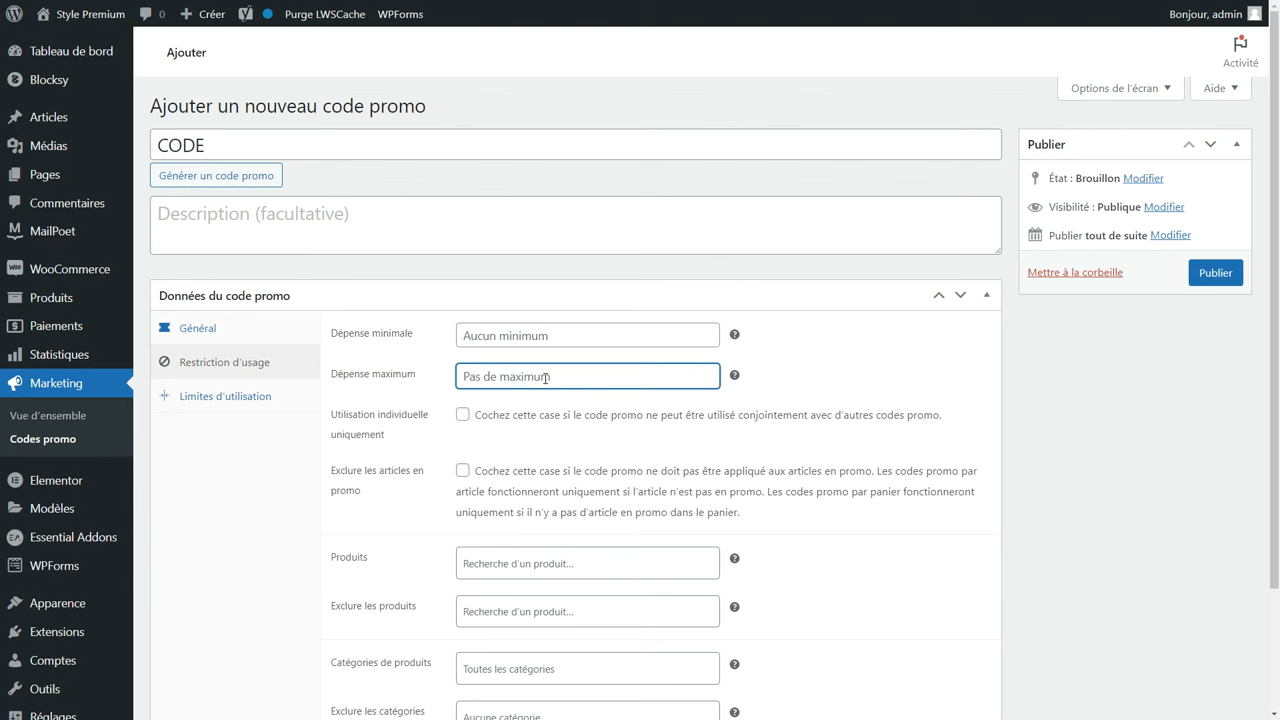 Style Premium
0
Créer
Purge LWSCache
WPForms
Bonjour, admin
Tableau de bord
Blocksy
Articles
Médias
Pages
Commentaires
MailPoet
WooCommerce
Produits
Paiements
Statistiques
Marketing
Vue d'ensemble
Codes promo
Elementor
Modèles
Essential Addons
WPForms
Apparence
Extensions
Comptes
Outils
Réglages
Ajouter
Activité
Options de l'écran
Aide
Ajouter un nouveau code promo
CODE
Générer un code promo
Description (facultative)
Données du code promo
Général
Restriction d'usage
Limites d'utilisation
Dépense minimale
Aucun minimum
Dépense maximum
Pas de maximum
Utilisation individuelle
uniquement
Cochez cette case si le code promo ne peut être utilisé conjointement avec d'autres codes promo.
Exclure les articles en
promo
Cochez cette case si le code promo ne doit pas être appliqué aux articles en promo. Les codes promo par
article fonctionneront uniquement si l'article n'est pas en promo. Les codes promo par panier fonctionneront
uniquement si il n'y a pas d'article en promo dans le panier.
Produits
Recherche d'un produit…
Exclure les produits
Recherche d'un produit…
Catégories de produits
Toutes les catégories
Exclure les catégories
Aucune catégorie
Publier
État : Brouillon Modifier
Visibilité : Publique Modifier
Publier tout de suite Modifier
Mettre à la corbeille
Publier